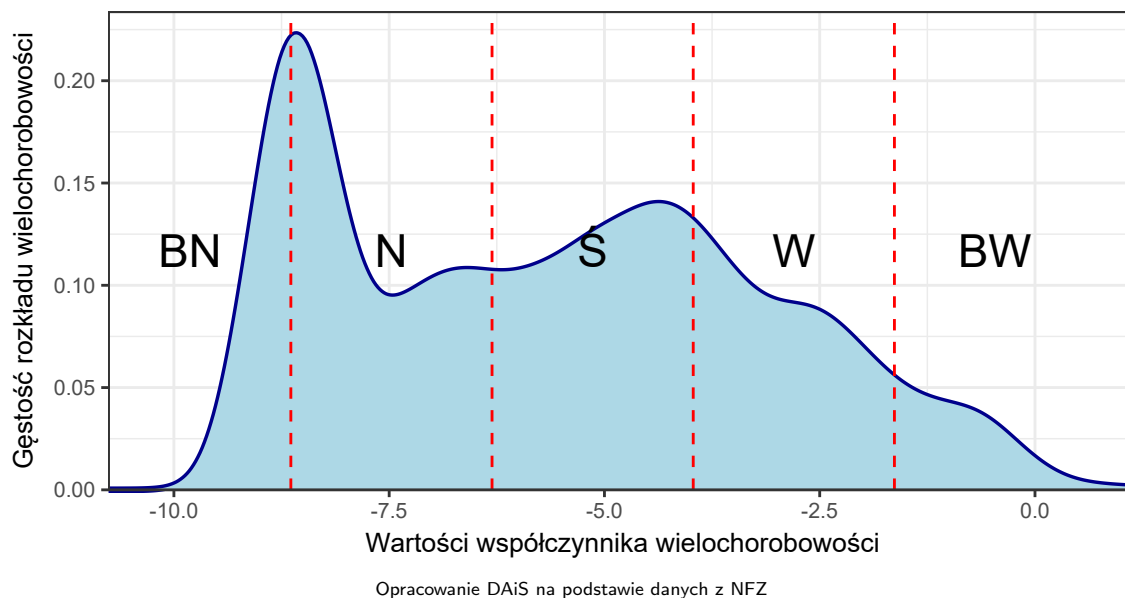 Gęstość rozkładu wielochorobowości
0.20
0.15
0.10
0.05
0.00
BN N Ś W BW
-10.0 -7.5 -5.0 -2.5 0.0
Wartości współczynnika wielochorobowości
Opracowanie DAiS na podstawie danych z NFZ